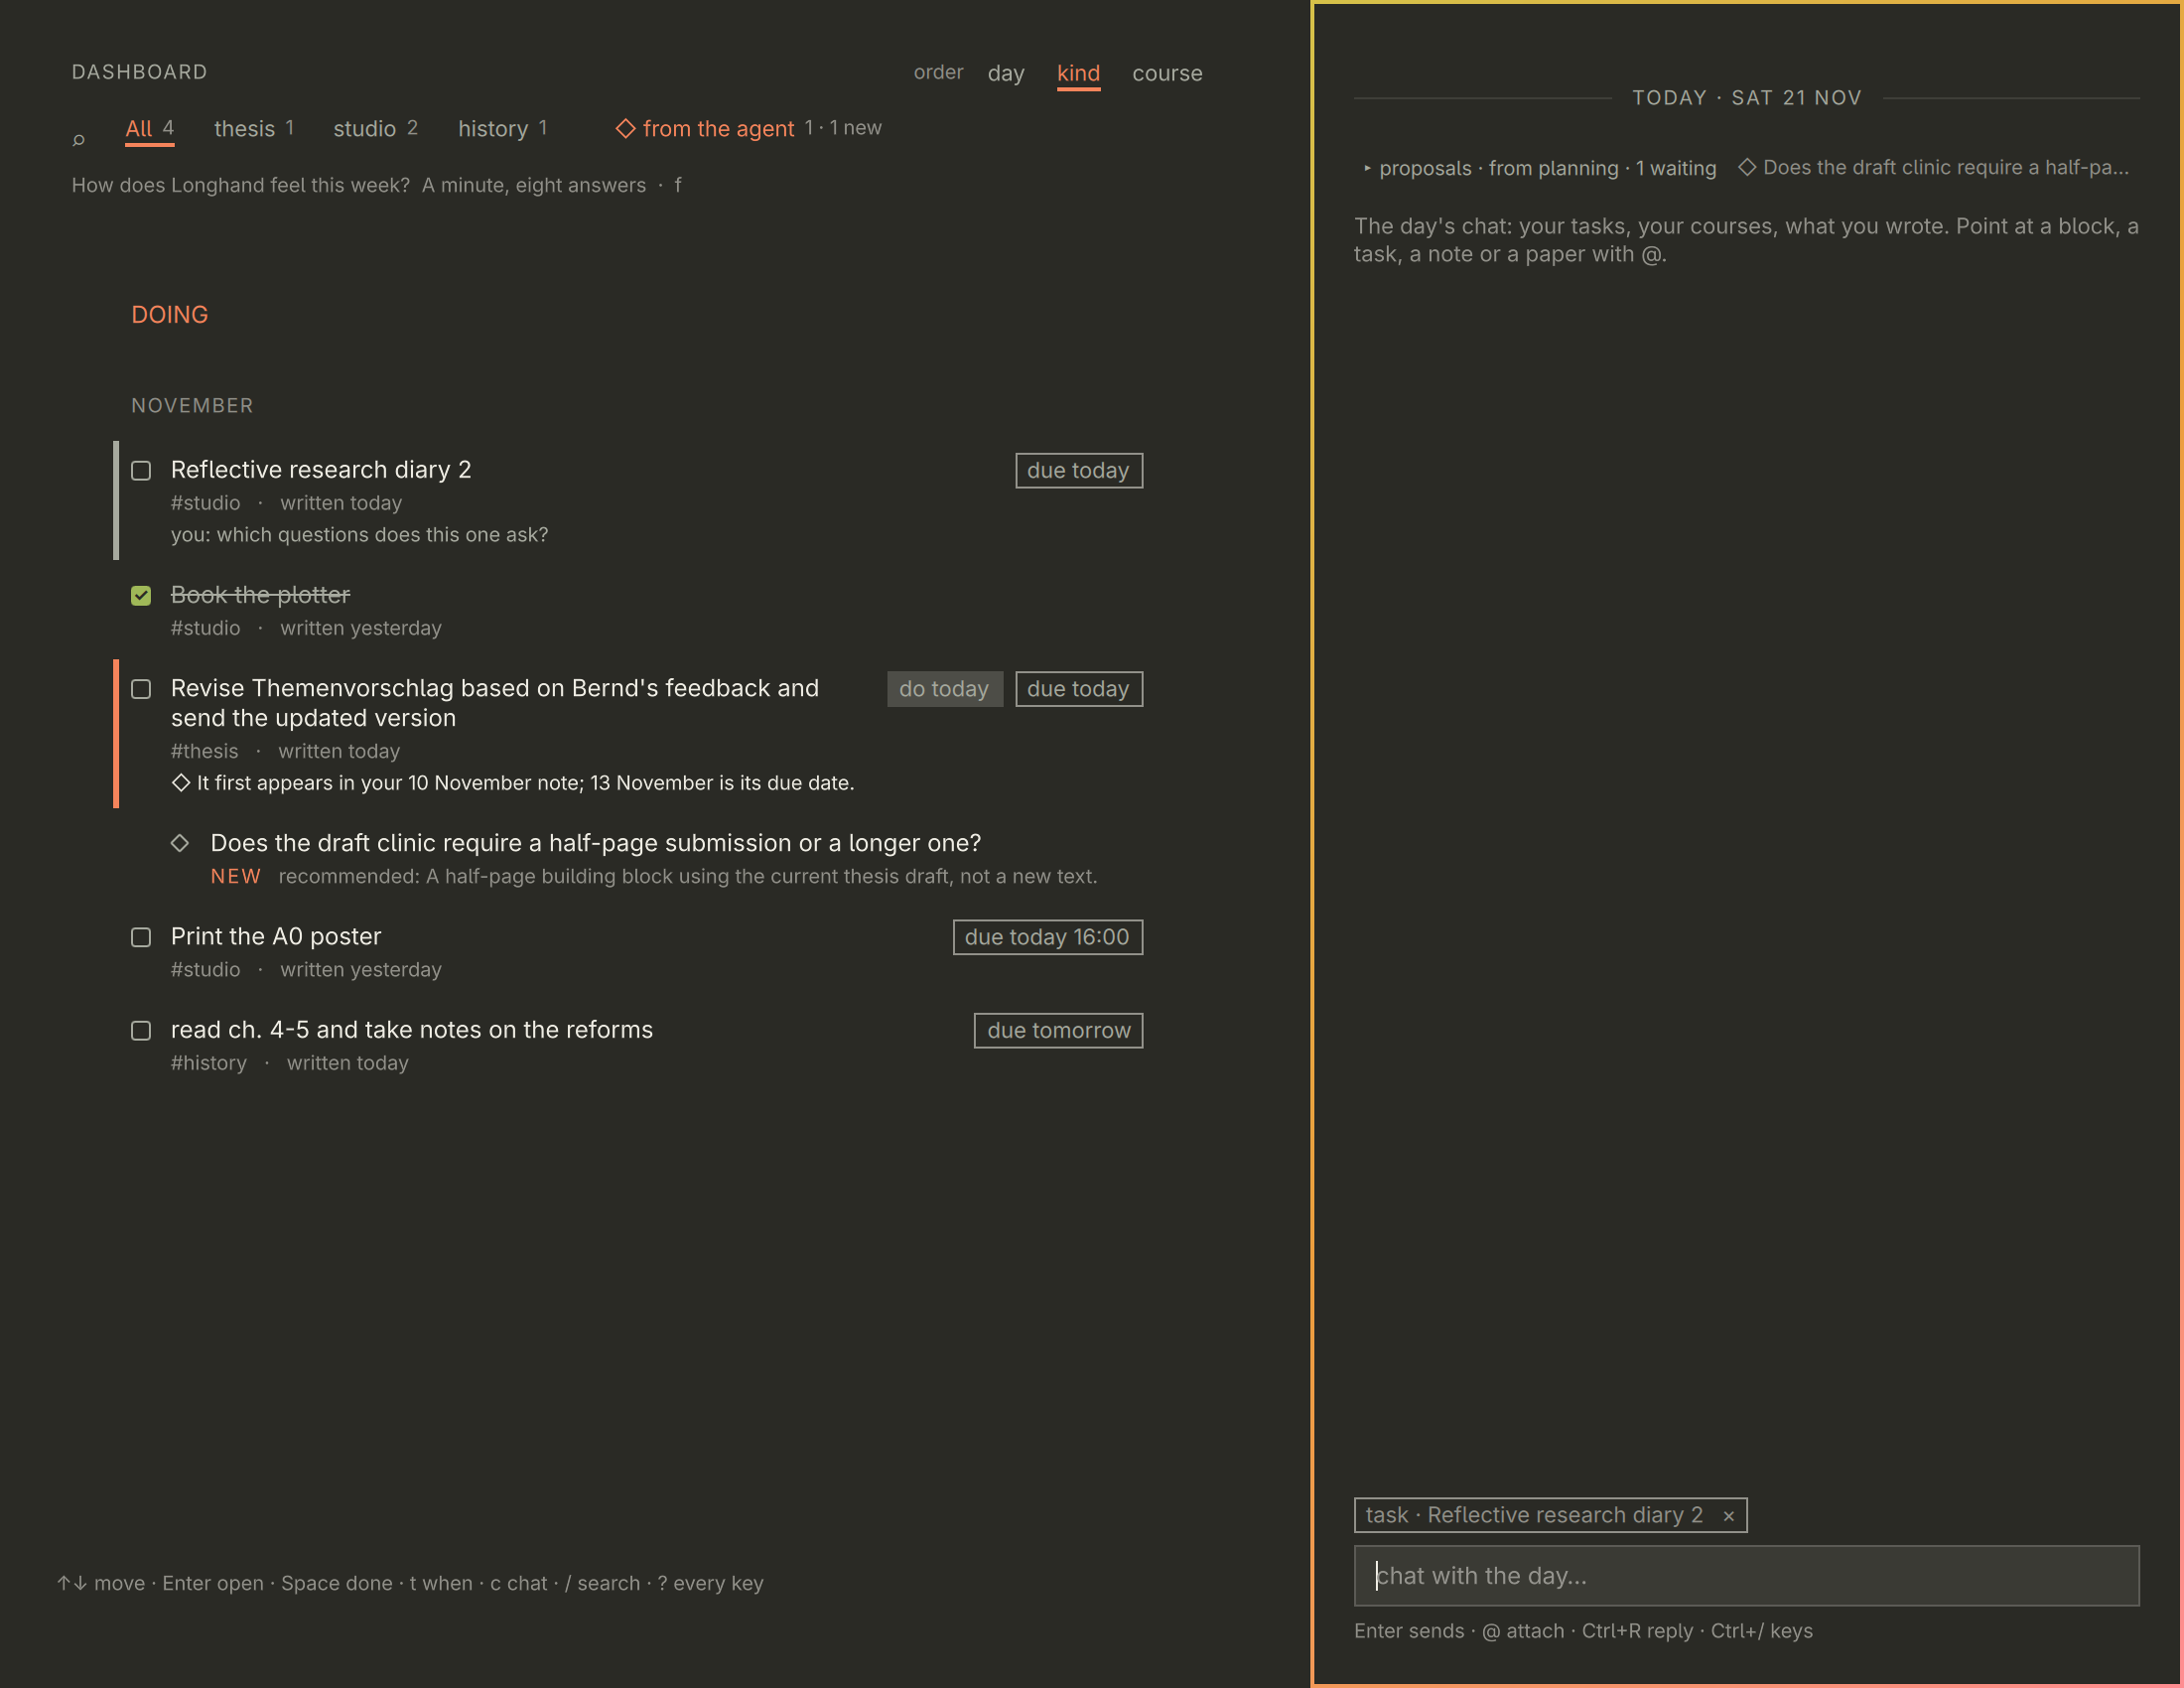 DASHBOARD
order day kind course
All 4 thesis 1 studio 2 history 1 ◇ from the agent 1 · 1 new
How does Longhand feel this week? A minute, eight answers · f
DOING
NOVEMBER
Reflective research diary 2 due today
#studio · written today
you: which questions does this one ask?
Book the plotter
#studio · written yesterday
Revise Themenvorschlag based on Bernd's feedback and do today due today
send the updated version
#thesis · written today
◇ It first appears in your 10 November note; 13 November is its due date.
◇ Does the draft clinic require a half-page submission or a longer one?
NEW recommended: A half-page building block using the current thesis draft, not a new text.
Print the A0 poster due today 16:00
#studio · written yesterday
read ch. 4-5 and take notes on the reforms due tomorrow
#history · written today
↑↓ move · Enter open · Space done · t when · c chat · / search · ? every key
TODAY · SAT 21 NOV
▸ proposals · from planning · 1 waiting ◇ Does the draft clinic require a half-pa...
The day's chat: your tasks, your courses, what you wrote. Point at a block, a
task, a note or a paper with @.
task · Reflective research diary 2 ×
chat with the day...
Enter sends · @ attach · Ctrl+R reply · Ctrl+/ keys